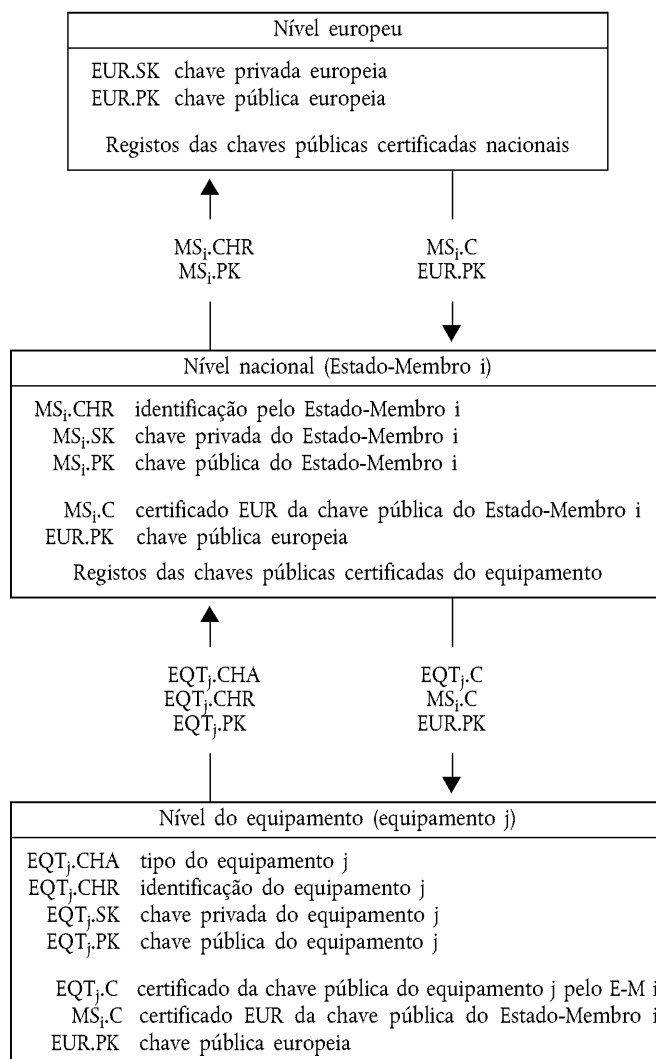 Nível europeu
EUR.SK chave privada europeia
EUR.PK chave pública europeia
Registos das chaves públicas certificadas nacionais
MSi.CHR
MSi.PK
MSi.C
EUR.PK
Nível nacional (Estado-Membro i)
MSi.CHR identificação pelo Estado-Membro i
MSi.SK chave privada do Estado-Membro i
MSi.PK chave pública do Estado-Membro i
MSi.C certificado EUR da chave pública do Estado-Membro i
EUR.PK chave pública europeia
Registos das chaves públicas certificadas do equipamento
EQTj.CHA
EQTj.CHR
EQTj.PK
EQTj.C
MSi.C
EUR.PK
Nível do equipamento (equipamento j)
EQTj.CHA tipo do equipamento j
EQTj.CHR identificação do equipamento j
EQTj.SK chave privada do equipamento j
EQTj.PK chave pública do equipamento j
EQTj.C certificado da chave pública do equipamento j pelo E-M i
MSi.C certificado EUR da chave pública do Estado-Membro i
EUR.PK chave pública europeia